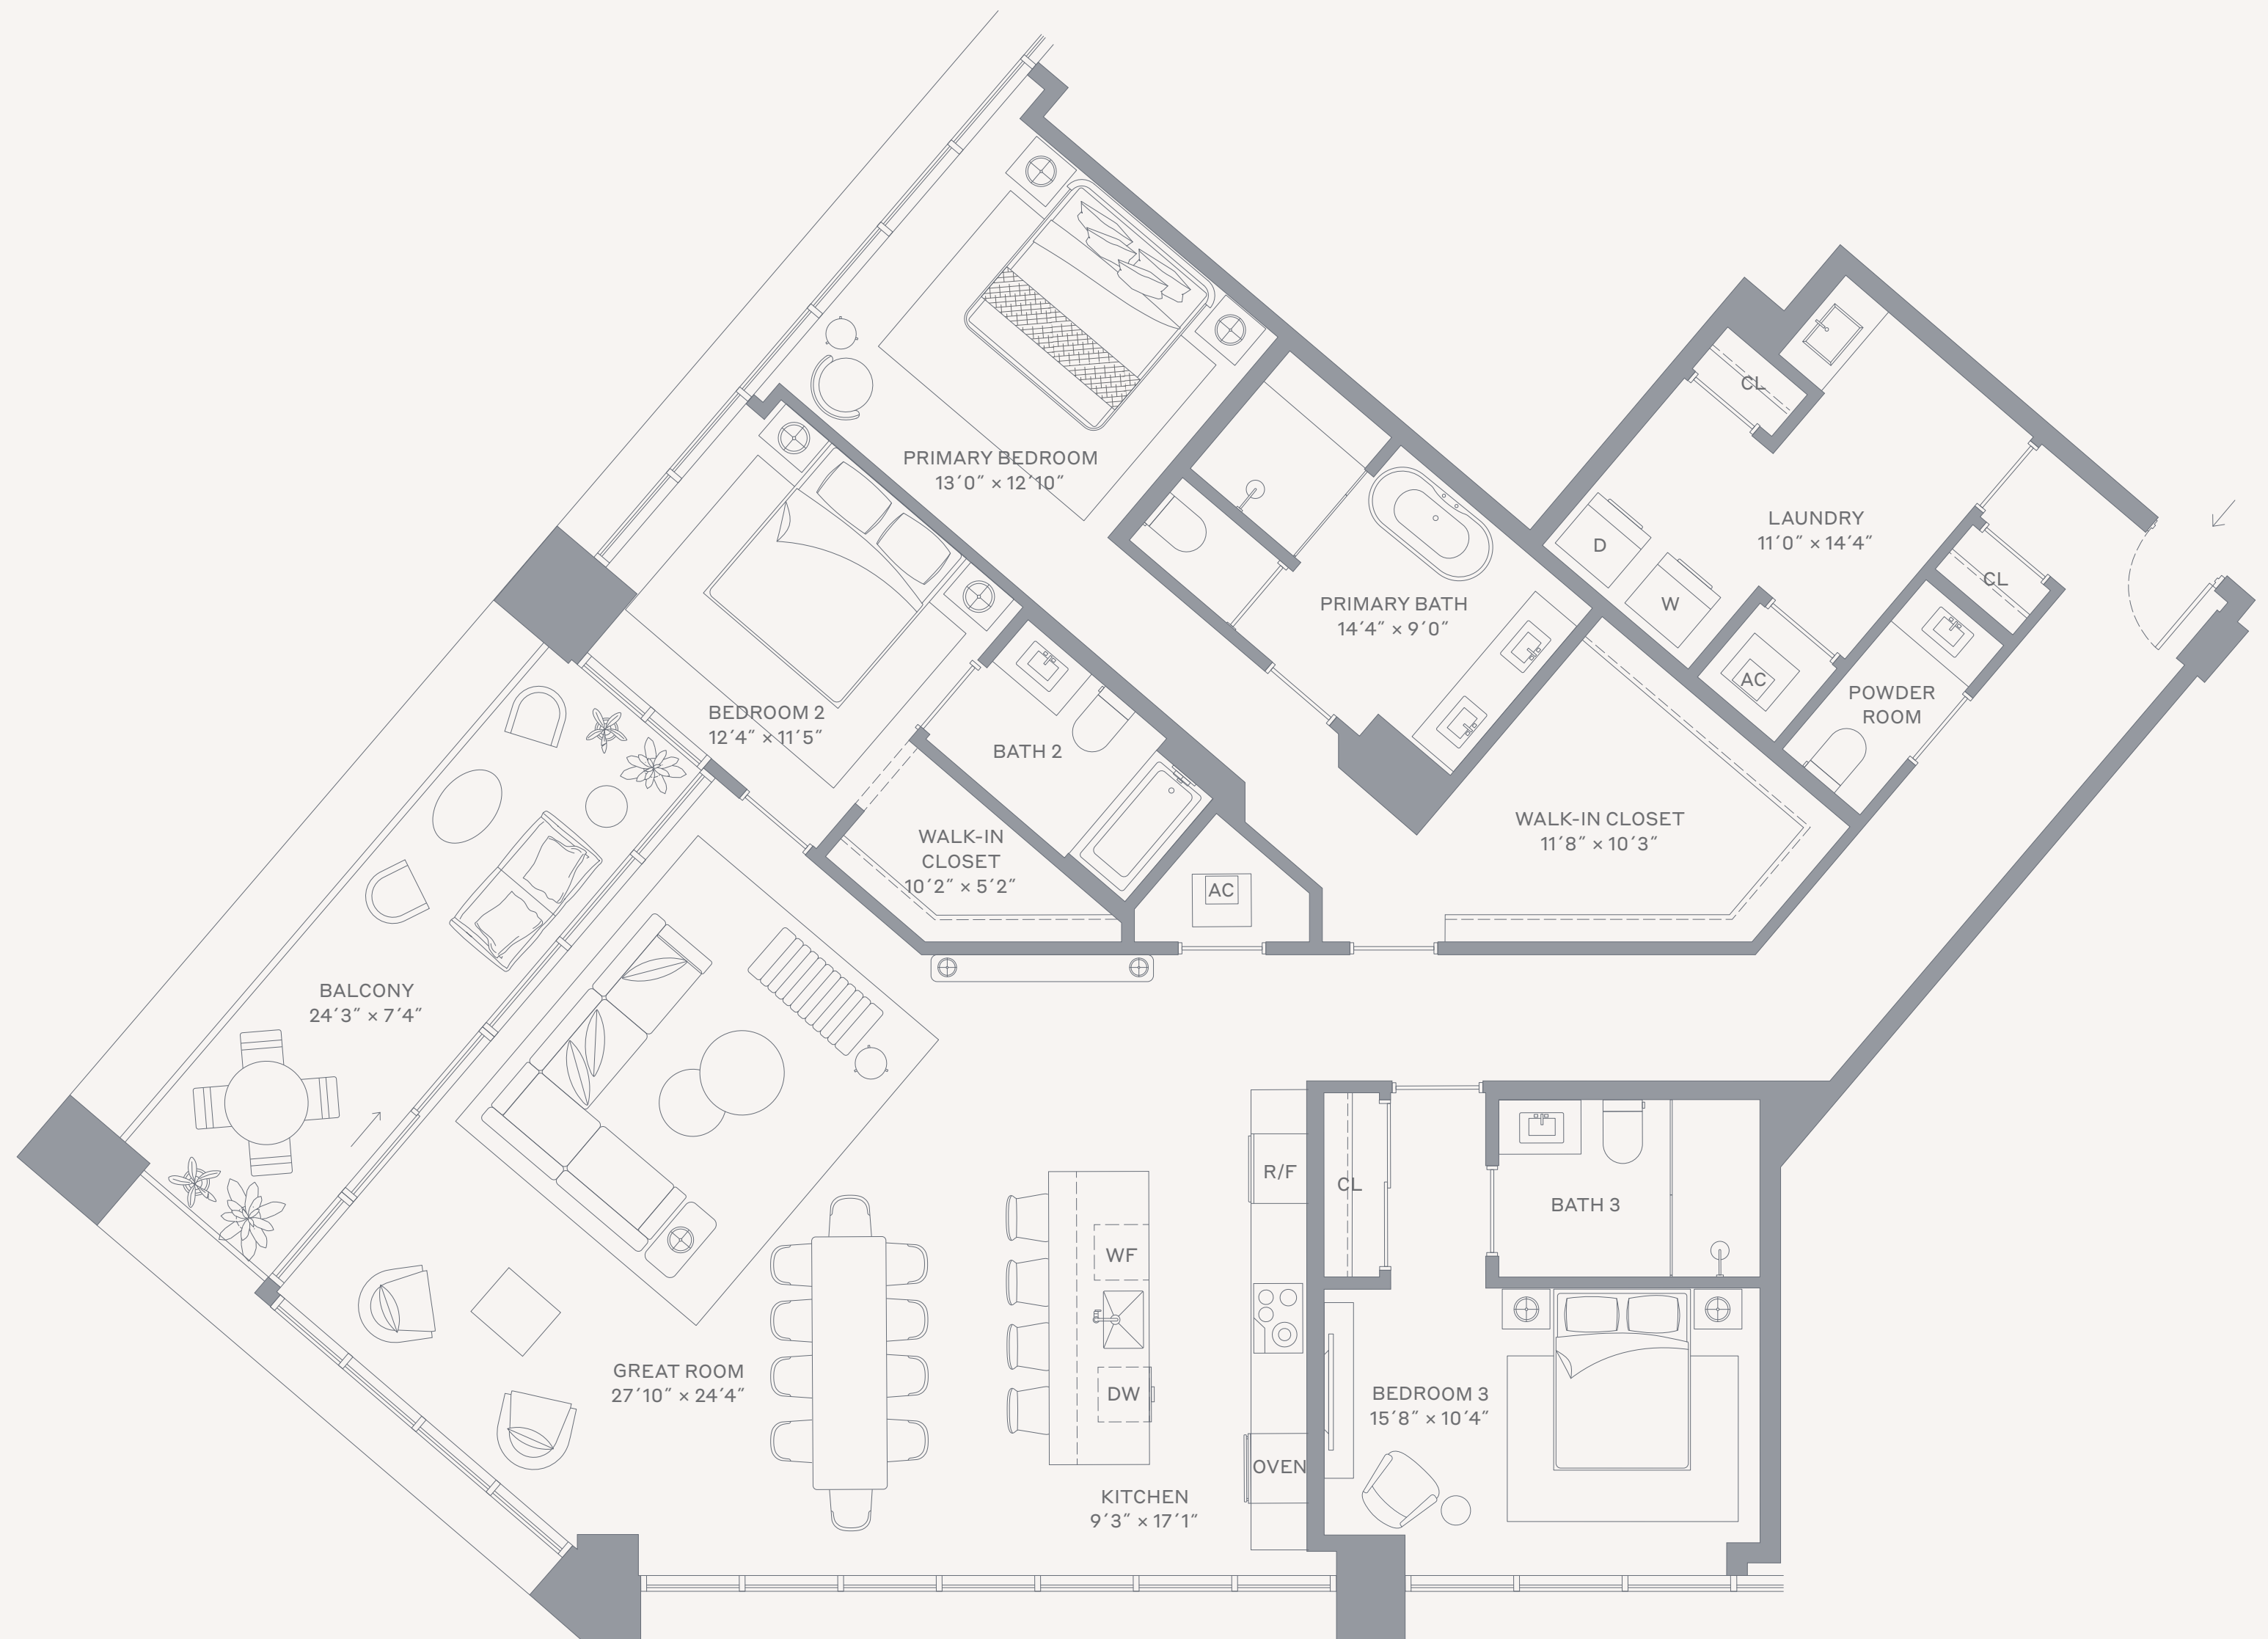 PRIMARY BEDROOM
13´0˝ × 12´10˝
CL
LAUNDRY
11´0˝ × 14´4˝
D
W
CL
PRIMARY BATH
14´4˝ × 9´0˝
AC
POWDER
ROOM
BEDROOM 2
12´4˝ × 11´5˝
BATH 2
WALK-IN
CLOSET
10´2˝ × 5´2˝
AC
WALK-IN CLOSET
11´8˝ × 10´3˝
BALCONY
24´3˝ × 7´4˝
R/F
CL
BATH 3
WF
GREAT ROOM
27´10˝ × 24´4˝
DW
BEDROOM 3
15´8˝ × 10´4˝
OVEN
KITCHEN
9´3˝ × 17´1˝